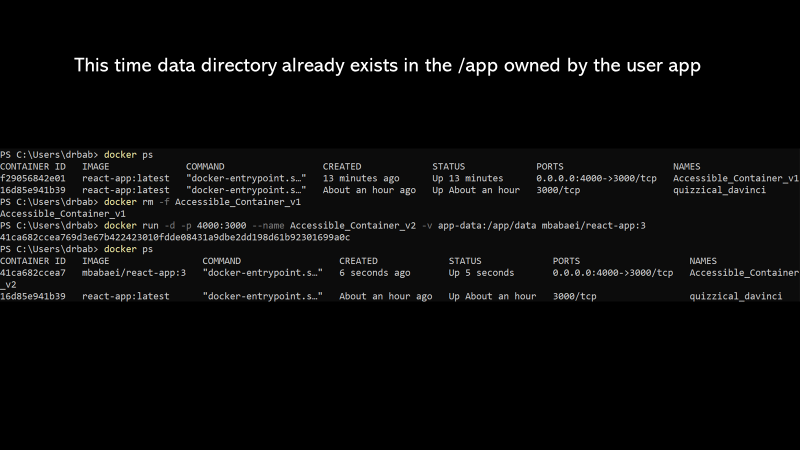 This time data directory already exists in the /app owned by the user app
PS C:\Users\drbab> docker ps
CONTAINER ID   IMAGE              COMMAND                  CREATED             STATUS             PORTS                    NAMES
f29056842e01   react-app:latest   "docker-entrypoint.s…"   13 minutes ago      Up 13 minutes      0.0.0.0:4000->3000/tcp   Accessible_Container_v1
16d85e941b39   react-app:latest   "docker-entrypoint.s…"   About an hour ago   Up About an hour   3000/tcp                 quizzical_davinci
PS C:\Users\drbab> docker rm -f Accessible_Container_v1
Accessible_Container_v1
PS C:\Users\drbab> docker run -d -p 4000:3000 --name Accessible_Container_v2 -v app-data:/app/data mbabaei/react-app:3
41ca682ccea769d3e67b422423010fdde08431a9dbe2dd198d61b92301699a0c
PS C:\Users\drbab> docker ps
CONTAINER ID   IMAGE                 COMMAND                  CREATED             STATUS             PORTS                    NAMES
41ca682ccea7   mbabaei/react-app:3   "docker-entrypoint.s…"   6 seconds ago       Up 5 seconds       0.0.0.0:4000->3000/tcp   Accessible_Container
_v2
16d85e941b39   react-app:latest      "docker-entrypoint.s…"   About an hour ago   Up About an hour   3000/tcp                 quizzical_davinci